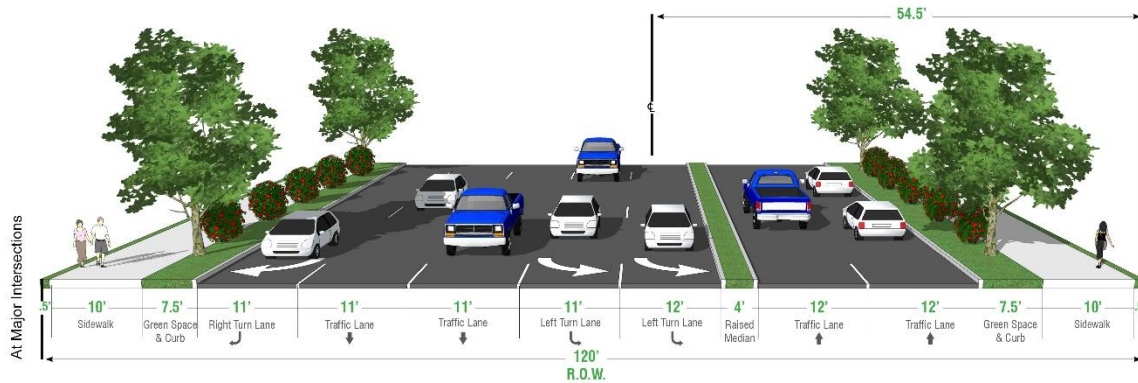 54.5'
℄
At Major Intersections
.5' 10' 7.5' 11' 11' 11' 11' 12' 4' 12' 12' 7.5' 10'
Sidewalk Green Space Right Turn Lane Traffic Lane Traffic Lane Left Turn Lane Left Turn Lane Raised Traffic Lane Traffic Lane Green Space Sidewalk
& Curb Median & Curb
120'
R.O.W.